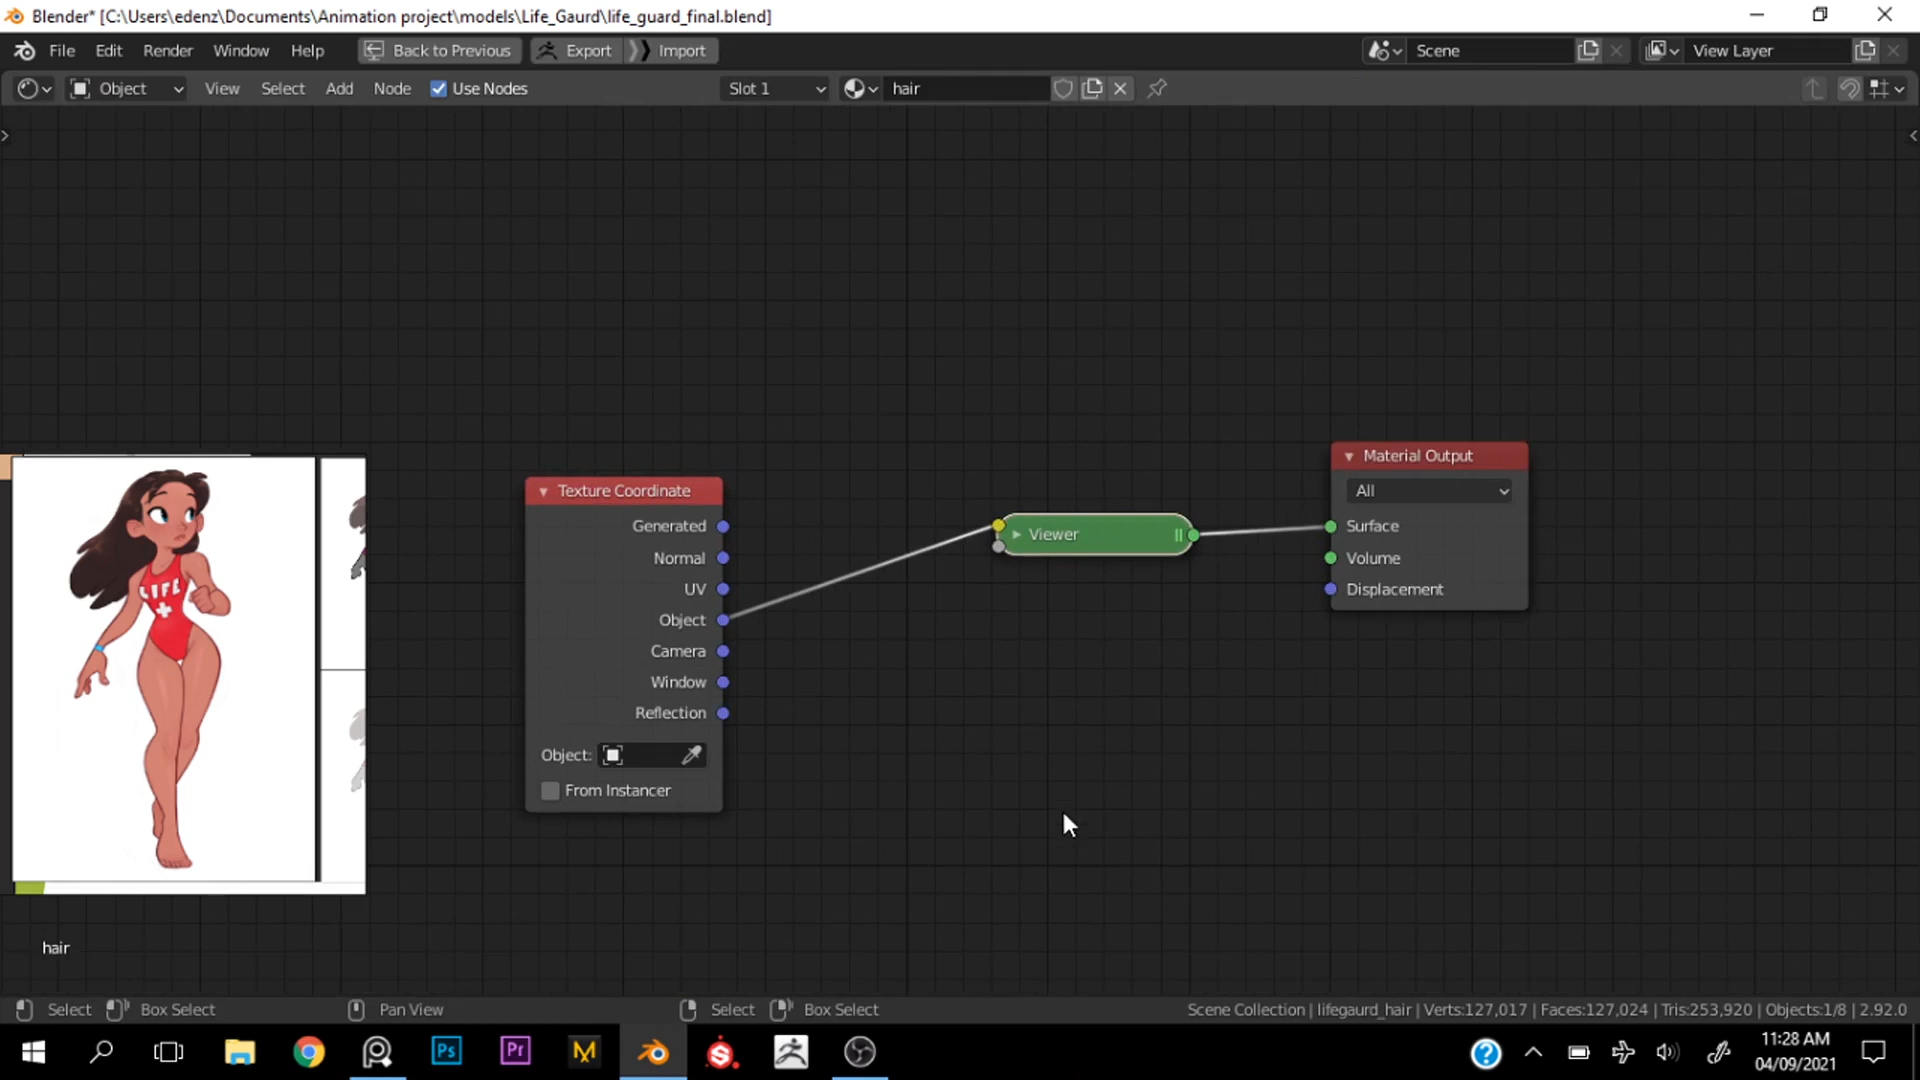 Blender* [C:\Users\edenz\Documents\Animation project\models\Life_Gaurd\life_guard_final.blend]
File Edit Render Window Help Back to Previous Export Import Scene View Layer
Object View Select Add Node Use Nodes Slot 1 hair
Material Output
All
Surface
Volume
Displacement
Texture Coordinate
Generated
Normal
UV
Object
Camera
Window
Reflection
Object:
From Instancer
Viewer
LIFE
hair
Select Box Select Pan View Select Box Select Scene Collection | lifegaurd_hair | Verts:127,017 | Faces:127,024 | Tris:253,920 | Objects:1/8 | 2.92.0
Ps Pr M S ?
11:28 AM
04/09/2021